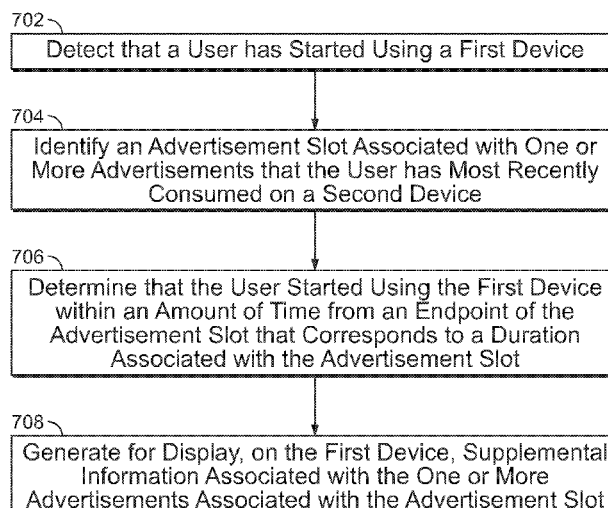 702
Detect that a User has Started Using a First Device
704
Identify an Advertisement Slot Associated with One or
More Advertisements that the User has Most Recently
Consumed on a Second Device
706
Determine that the User Started Using the First Device
within an Amount of Time from an Endpoint of the
Advertisement Slot that Corresponds to a Duration
Associated with the Advertisement Slot
708
Generate for Display, on the First Device, Supplemental
Information Associated with the One or More
Advertisements Associated with the Advertisement Slot